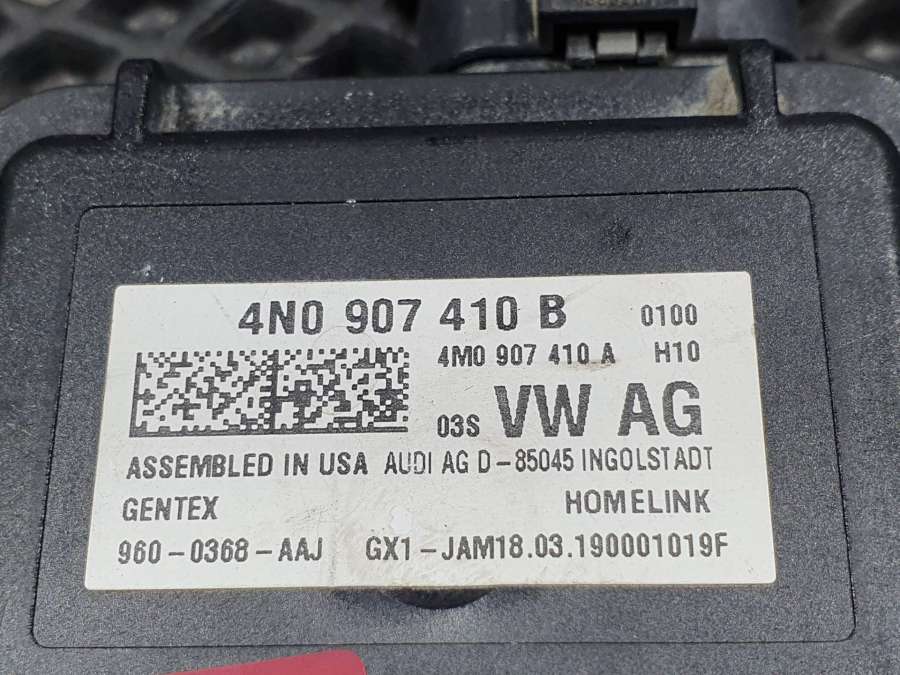 4N0 907 410 B 0100
4M0 907 410 A H10
03S VW AG
ASSEMBLED IN USA AUDI AG D-85045 INGOLSTADT
GENTEX HOMELINK
960-0368-AAJ GX1-JAM18.03.190001019F